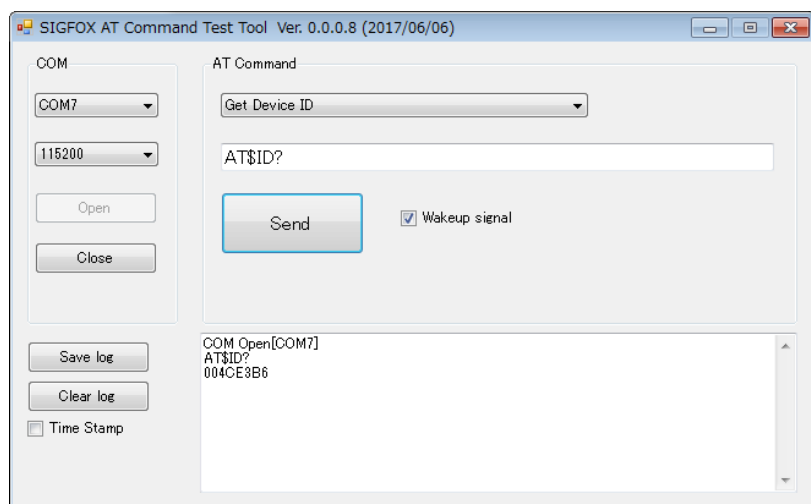 SIGFOX AT Command Test Tool Ver. 0.0.0.8 (2017/06/06)
COM
COM7
115200
Open
Close
AT Command
Get Device ID
AT$ID?
Send
Wakeup signal
Save log
Clear log
Time Stamp
COM Open[COM7]
AT$ID?
004CE3B6